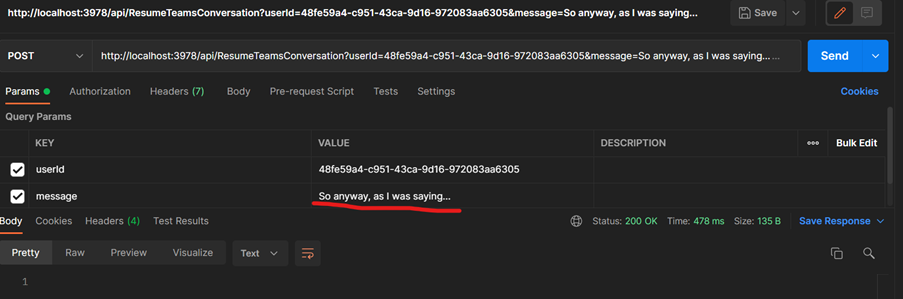 http://localhost:3978/api/ResumeTeamsConversation?userId=48fe59a4-c951-43ca-9d16-972083aa6305&message=So anyway, as I was saying...
Save
POST
http://localhost:3978/api/ResumeTeamsConversation?userId=48fe59a4-c951-43ca-9d16-972083aa6305&message=So anyway, as I was saying... ...
Send
Params Authorization Headers (7) Body Pre-request Script Tests Settings Cookies
Query Params
KEY VALUE DESCRIPTION ooo Bulk Edit
userId 48fe59a4-c951-43ca-9d16-972083aa6305
message So anyway, as I was saying...
Body Cookies Headers (4) Test Results Status: 200 OK Time: 478 ms Size: 135 B Save Response
Pretty Raw Preview Visualize Text
1